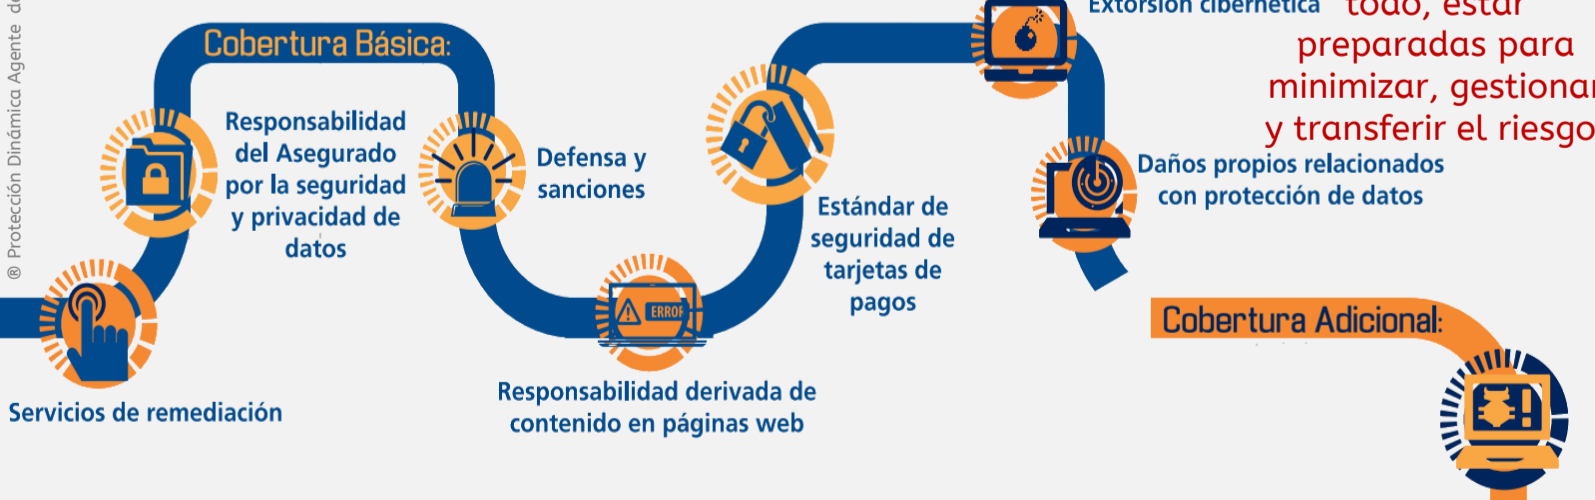 ® Protección Dinámica Agente de
Cobertura Básica:
Servicios de remediación
Responsabilidad
del Asegurado
por la seguridad
y privacidad de
datos
Defensa y
sanciones
ERROR
Responsabilidad derivada de
contenido en páginas web
Estándar de
seguridad de
tarjetas de
pagos
Extorsión cibernética
todo, estar
preparadas para
minimizar, gestionar
y transferir el riesgo
Daños propios relacionados
con protección de datos
Cobertura Adicional: